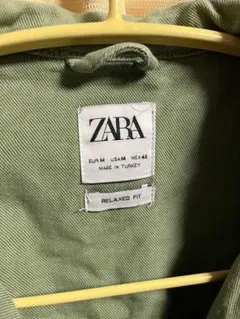 ZARA
EUR M USA M MEX 40
MADE IN TURKEY
RELAXED FIT